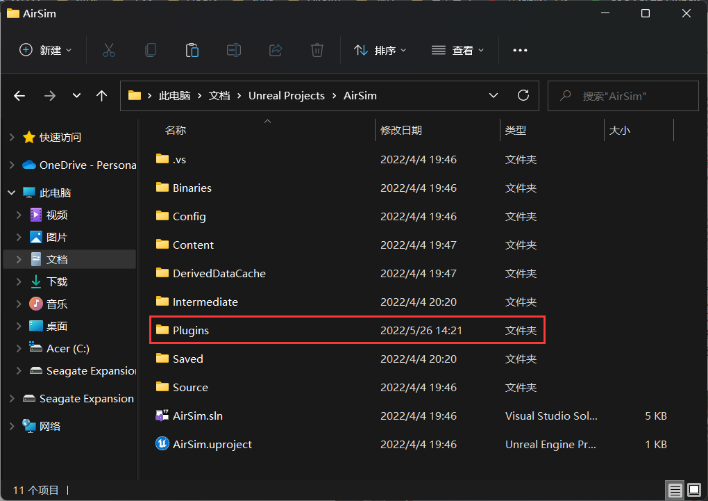 AirSim
新建
排序
查看
此电脑 > 文档 > Unreal Projects > AirSim
搜索"AirSim"
名称 修改日期 类型 大小
快速访问
OneDrive - Persona
此电脑
视频
图片
文档
下载
音乐
桌面
Acer (C:)
Seagate Expansion
Seagate Expansion
网络
.vs 2022/4/4 19:46 文件夹
Binaries 2022/4/4 19:46 文件夹
Config 2022/4/4 19:46 文件夹
Content 2022/4/4 19:47 文件夹
DerivedDataCache 2022/4/4 19:47 文件夹
Intermediate 2022/4/4 20:20 文件夹
Plugins 2022/5/26 14:21 文件夹
Saved 2022/4/4 20:20 文件夹
Source 2022/4/4 19:46 文件夹
AirSim.sln 2022/4/4 19:46 Visual Studio Sol... 5 KB
AirSim.uproject 2022/4/4 19:46 Unreal Engine Pr... 1 KB
11 个项目